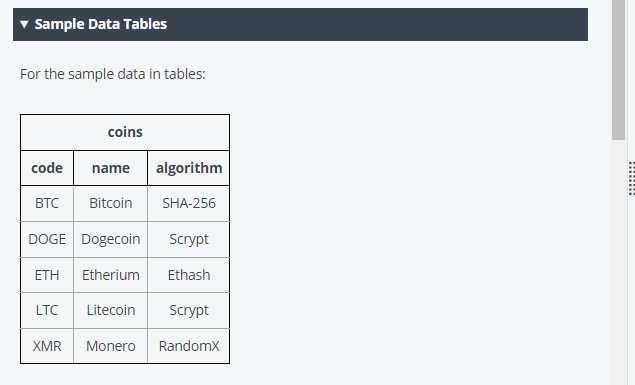 ▼ Sample Data Tables
For the sample data in tables:
coins
code name algorithm
BTC Bitcoin SHA-256
DOGE Dogecoin Scrypt
ETH Etherium Ethash
LTC Litecoin Scrypt
XMR Monero RandomX